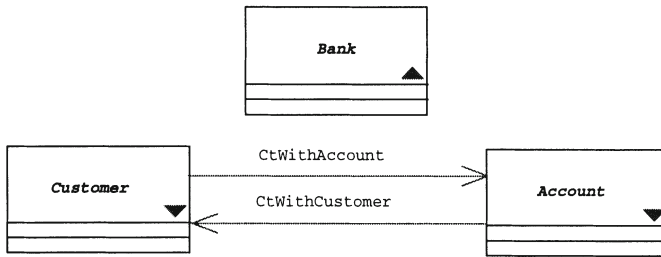 Bank
CtWithAccount
Customer
Account
CtWithCustomer